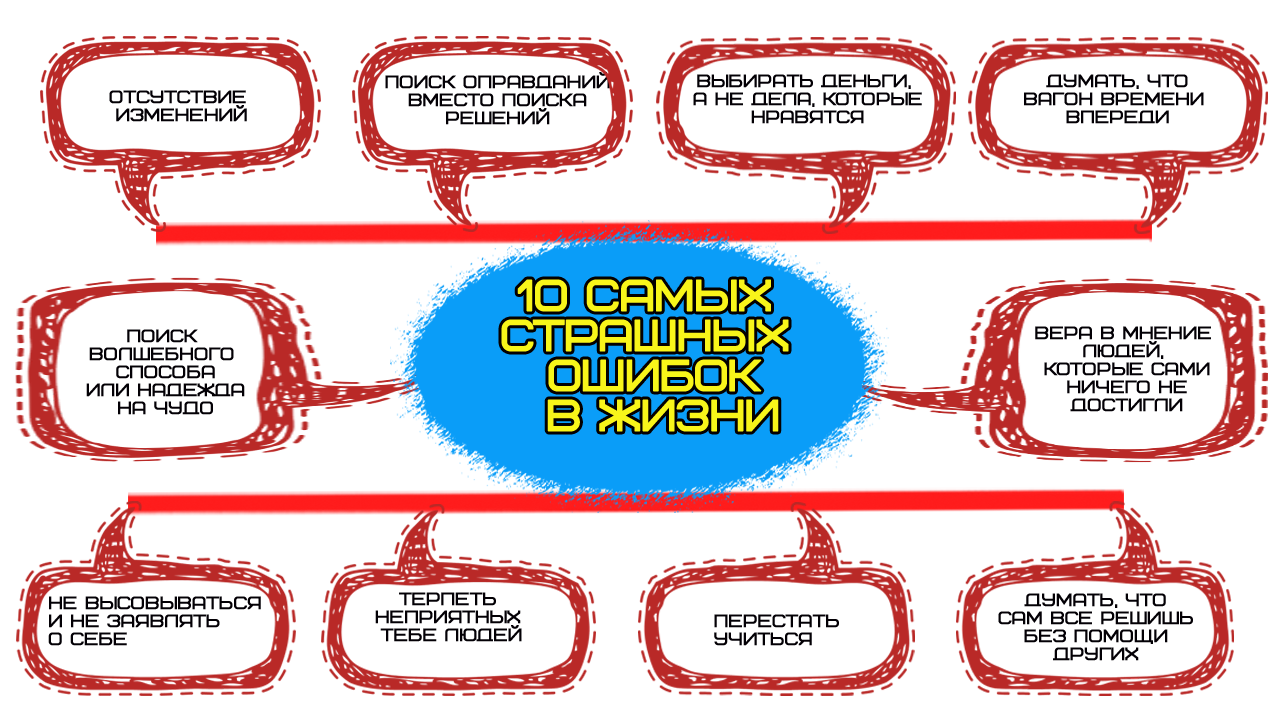 ОТСУТСТВИЕ
ИЗМЕНЕНИЙ
ПОИСК ОПРАВДАНИЙ
ВМЕСТО ПОИСКА
РЕШЕНИЙ
ВЫБИРАТЬ ДЕНЬГИ,
А НЕ ДЕЛА, КОТОРЫЕ
НРАВЯТСЯ
ДУМАТЬ, ЧТО
ВАГОН ВРЕМЕНИ
ВПЕРЕДИ
ПОИСК
ВОЛШЕБНОГО
СПОСОБА
ИЛИ НАДЕЖДА
НА ЧУДО
10 САМЫХ
СТРАШНЫХ
ОШИБОК
В ЖИЗНИ
ВЕРА В МНЕНИЕ
ЛЮДЕЙ,
КОТОРЫЕ САМИ
НИЧЕГО НЕ
ДОСТИГЛИ
НЕ ВЫСОВЫВАТЬСЯ
И НЕ ЗАЯВЛЯТЬ
О СЕБЕ
ТЕРПЕТЬ
НЕПРИЯТНЫХ
ТЕБЕ ЛЮДЕЙ
ПЕРЕСТАТЬ
УЧИТЬСЯ
ДУМАТЬ, ЧТО
САМ ВСЕ РЕШИШЬ
БЕЗ ПОМОЩИ
ДРУГИХ